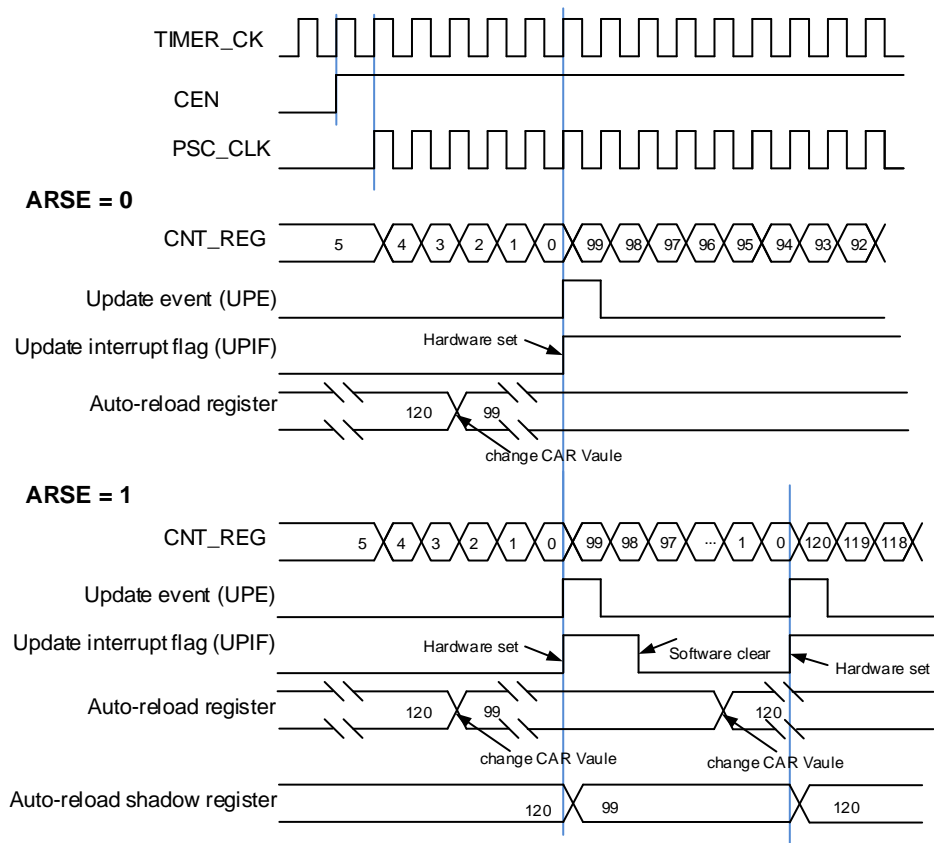 TIMER_CK
CEN
PSC_CLK
ARSE = 0
CNT_REG 5 4 3 2 1 0 99 98 97 96 95 94 93 92
Update event (UPE)
Update interrupt flag (UPIF) Hardware set
Auto-reload register 120 99
change CAR Vaule
ARSE = 1
CNT_REG 5 4 3 2 1 0 99 98 97 ... 1 0 120 119 118
Update event (UPE)
Update interrupt flag (UPIF) Hardware set Software clear Hardware set
Auto-reload register 120 99 120
change CAR Vaule change CAR Vaule
Auto-reload shadow register 120 99 120